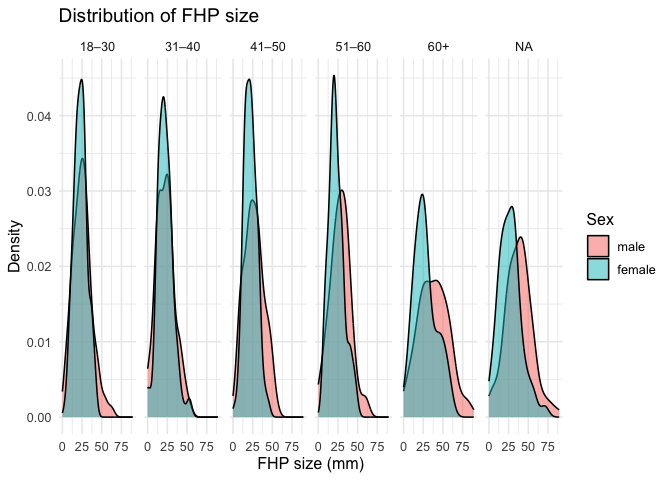 Distribution of FHP size
18–30 31–40 41–50 51–60 60+ NA
0.04
0.03
0.02
0.01
0.00
Density
0 25 50 75 0 25 50 75 0 25 50 75 0 25 50 75 0 25 50 75 0 25 50 75
FHP size (mm)
Sex
male
female